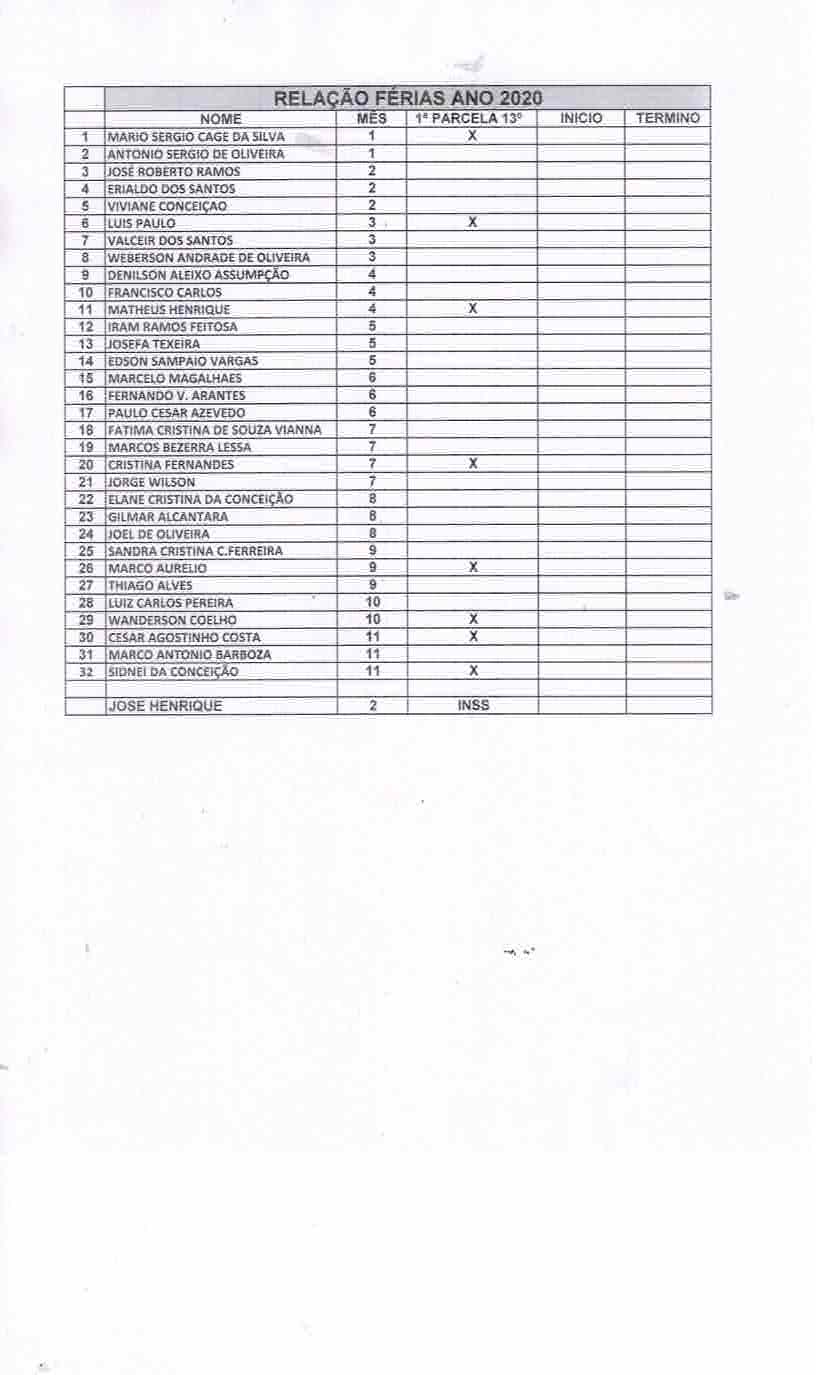 RELAÇÃO FÉRIAS ANO 2020
NOME MÊS 1ª PARCELA 13º INICIO TERMINO
1 MARIO SERGIO CAGE DA SILVA 1 X
2 ANTONIO SERGIO DE OLIVEIRA 1
3 JOSÉ ROBERTO RAMOS 2
4 ERIALDO DOS SANTOS 2
5 VIVIANE CONCEIÇAO 2
6 LUIS PAULO 3 X
7 VALCEIR DOS SANTOS 3
8 WEBERSON ANDRADE DE OLIVEIRA 3
9 DENILSON ALEIXO ASSUMPÇÃO 4
10 FRANCISCO CARLOS 4
11 MATHEUS HENRIQUE 4 X
12 IRAM RAMOS FEITOSA 5
13 JOSEFA TEXEIRA 5
14 EDSON SAMPAIO VARGAS 5
15 MARCELO MAGALHAES 6
16 FERNANDO V. ARANTES 6
17 PAULO CESAR AZEVEDO 6
18 FATIMA CRISTINA DE SOUZA VIANNA 7
19 MARCOS BEZERRA LESSA 7
20 CRISTINA FERNANDES 7 X
21 JORGE WILSON 7
22 ELANE CRISTINA DA CONCEIÇÃO 8
23 GILMAR ALCANTARA 8
24 JOEL DE OLIVEIRA 8
25 SANDRA CRISTINA C.FERREIRA 9
26 MARCO AURELIO 9 X
27 THIAGO ALVES 9
28 LUIZ CARLOS PEREIRA 10
29 WANDERSON COELHO 10 X
30 CESAR AGOSTINHO COSTA 11 X
31 MARCO ANTONIO BARBOZA 11
32 SIDNEI DA CONCEIÇÃO 11 X
JOSE HENRIQUE 2 INSS